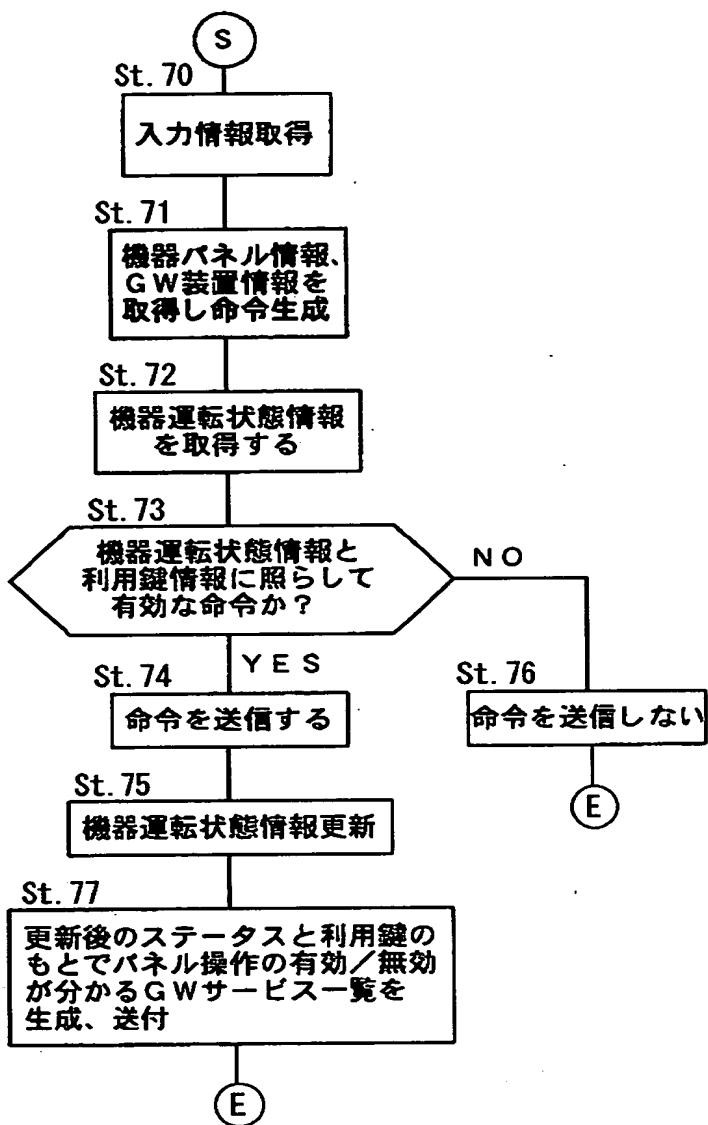 S
St. 70
入力情報取得
St. 71
機器パネル情報、
GW装置情報を
取得し命令生成
St. 72
機器運転状態情報
を取得する
St. 73
機器運転状態情報と
利用鍵情報に照らして
有効な命令か？
NO
YES
St. 74
命令を送信する
St. 76
命令を送信しない
E
St. 75
機器運転状態情報更新
St. 77
更新後のステータスと利用鍵の
もとでパネル操作の有効／無効
が分かるGWサービス一覧を
生成、送付
E